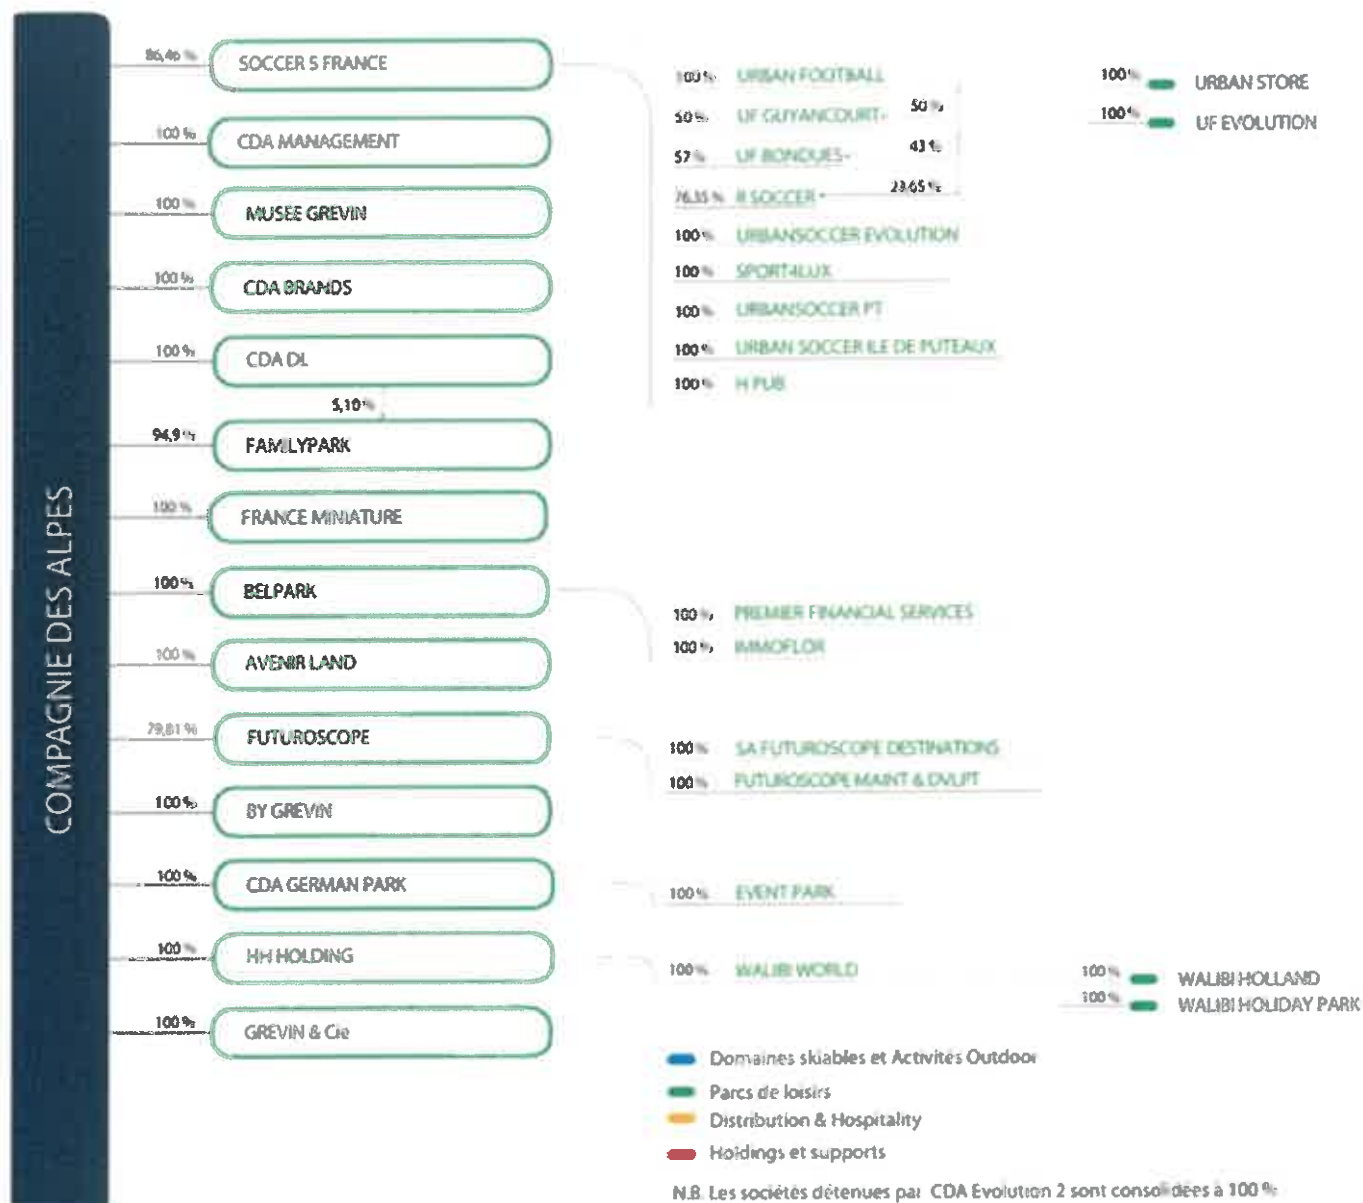 COMPAGNIE DES ALPES
86,46 % SOCCER 5 FRANCE
100 % CDA MANAGEMENT
100 % MUSEE GREVIN
100 % CDA BRANDS
100 % CDA DL
5,10 %
94,9 % FAMILYPARK
100 % FRANCE MINIATURE
100 % BELPARK
100 % AVENIR LAND
79,81 % FUTUROSCOPE
100 % BY GREVIN
100 % CDA GERMAN PARK
100 % HH HOLDING
100 % GREVIN & Cie
100 % URBAN FOOTBALL
50 % UF GUYANCOURT- 50 %
57 % UF BONDUES- 43 %
76,35 % R SOCCER - 23,65 %
100 % URBANSOCCER EVOLUTION
100 % SPORT4LUX
100 % URBANSOCCER PT
100 % URBAN SOCCER ILE DE PUTEAUX
100 % H PUB
100 % URBAN STORE
100 % UF EVOLUTION
100 % PREMIER FINANCIAL SERVICES
100 % IMMOFLOR
100 % SA FUTUROSCOPE DESTINATIONS
100 % FUTUROSCOPE MAINT & DVLPT
100 % EVENT PARK
100 % WALIBI WORLD
100 % WALIBI HOLLAND
100 % WALIBI HOLIDAY PARK
Domaines skiables et Activités Outdoor
Parcs de loisirs
Distribution & Hospitality
Holdings et supports
N.B. Les sociétés détenues par CDA Evolution 2 sont consolidées à 100 %